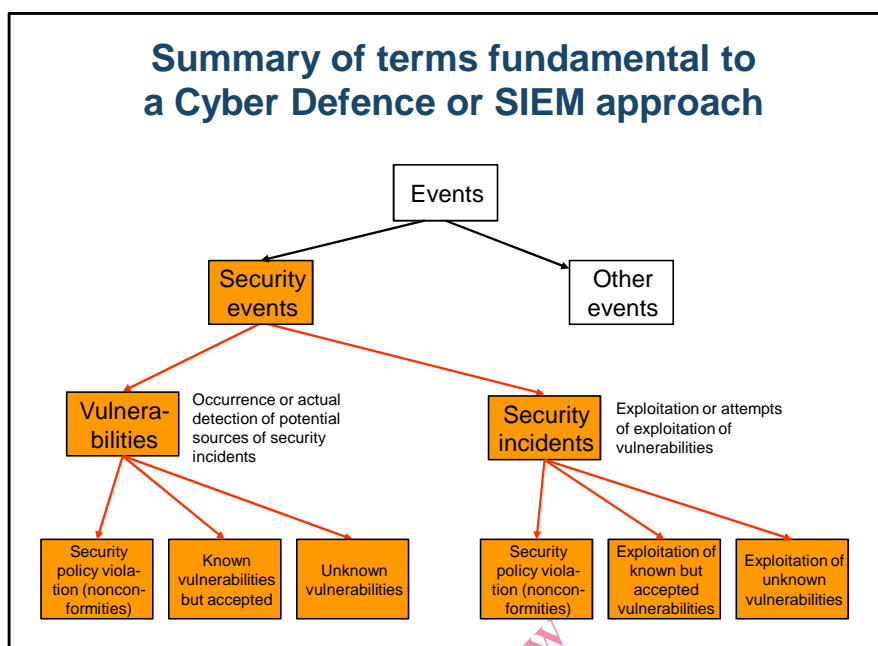 Summary of terms fundamental to
a Cyber Defence or SIEM approach
Events
Security
events
Other
events
Vulnera-
bilities
Occurrence or actual
detection of potential
sources of security
incidents
Security
incidents
Exploitation or attempts
of exploitation of
vulnerabilities
Security
policy viola-
tion (noncon-
formities)
Known
vulnerabilities
but accepted
Unknown
vulnerabilities
Security
policy viola-
tion (noncon-
formities)
Exploitation of
known but
accepted
vulnerabilities
Exploitation of
unknown
vulnerabilities